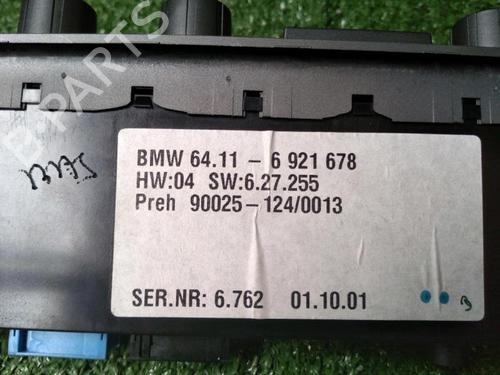 B-PARTS
BMW 64.11 - 6 921 678
HW:04 SW:6.27.255
Preh 90025-124/0013
SER.NR: 6.762 01.10.01